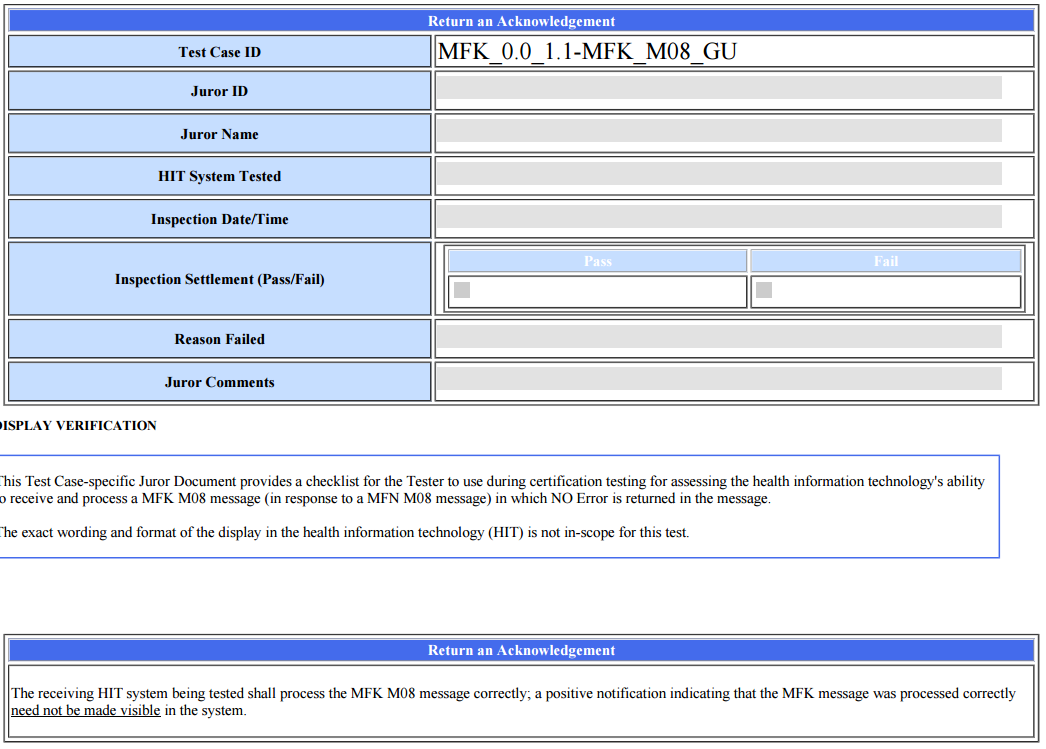 Return an Acknowledgement
Test Case ID
MFK_0.0_1.1-MFK_M08_GU
Juror ID
Juror Name
HIT System Tested
Inspection Date/Time
Inspection Settlement (Pass/Fail)
Pass
Fail
Reason Failed
Juror Comments
DISPLAY VERIFICATION
This Test Case-specific Juror Document provides a checklist for the Tester to use during certification testing for assessing the health information technology's ability
to receive and process a MFK M08 message (in response to a MFN M08 message) in which NO Error is returned in the message.
The exact wording and format of the display in the health information technology (HIT) is not in-scope for this test.
Return an Acknowledgement
The receiving HIT system being tested shall process the MFK M08 message correctly; a positive notification indicating that the MFK message was processed correctly
need not be made visible in the system.